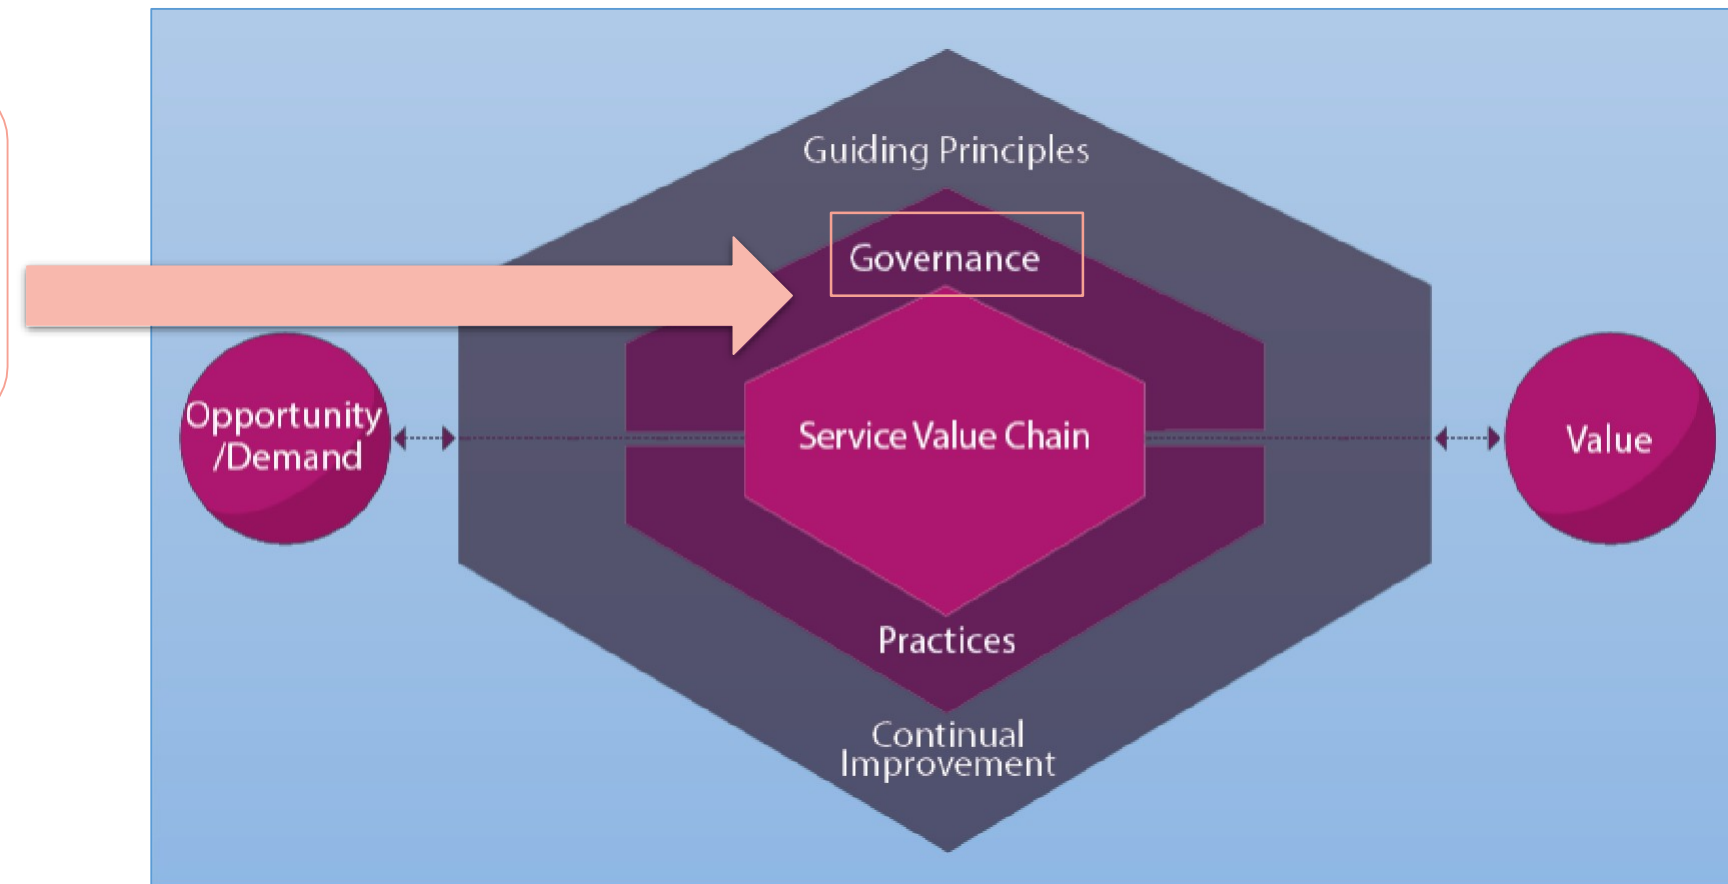 Guiding Principles
Governance
Opportunity
/Demand
Service Value Chain
Value
Practices
Continual
Improvement